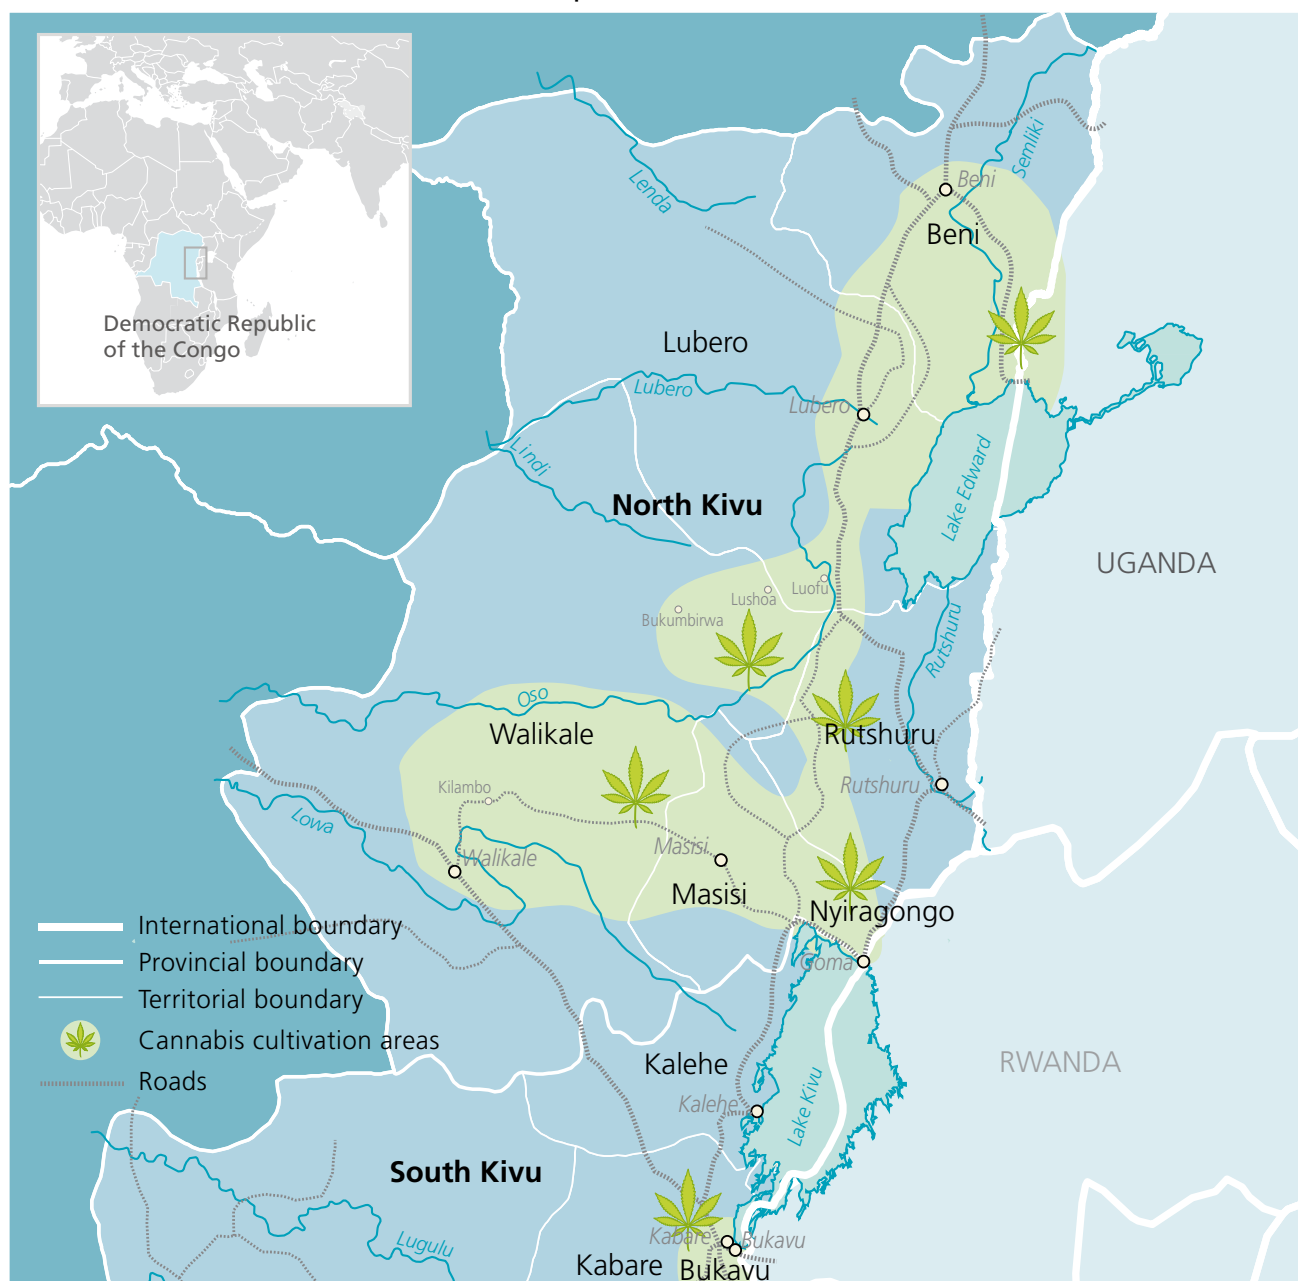 Democratic Republic
of the Congo
Semliki
Beni
Beni
Lenda
Lubero
Lubero
Lubero
Lindi
North Kivu
Lake Edward
UGANDA
Luofu
Lushoa
Bukumbirwa
Rutshuru
Oso
Walikale
Rutshuru
Rutshuru
Kilambo
Lowa
Masisi
Walikale
Masisi
Nyiragongo
Goma
International boundary
Provincial boundary
Territorial boundary
Cannabis cultivation areas
Roads
Kalehe
RWANDA
Kalehe
Lake Kivu
South Kivu
Lugulu
Kabare
Bukavu
Kabare
Bukavu